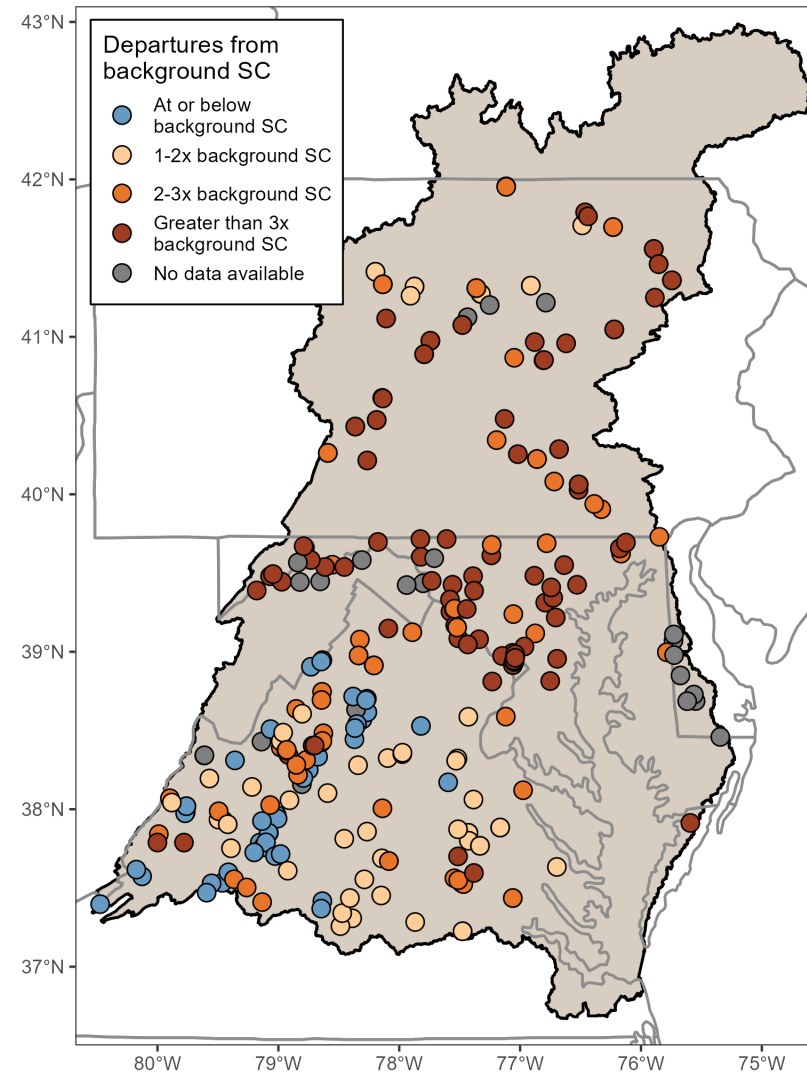 Departures from
background SC
At or below
background SC
1-2x background SC
2-3x background SC
Greater than 3x
background SC
No data available
43°N
42°N
41°N
40°N
39°N
38°N
37°N
80°W
79°W
78°W
77°W
76°W
75°W